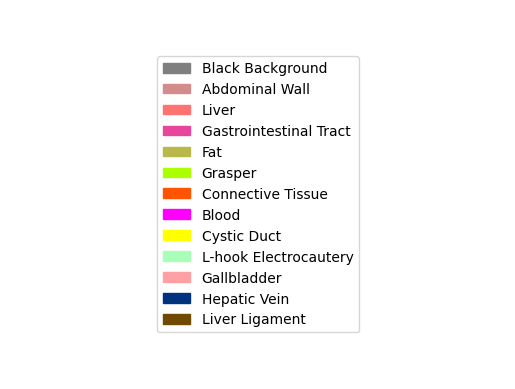 Black Background
Abdominal Wall
Liver
Gastrointestinal Tract
Fat
Grasper
Connective Tissue
Blood
Cystic Duct
L-hook Electrocautery
Gallbladder
Hepatic Vein
Liver Ligament